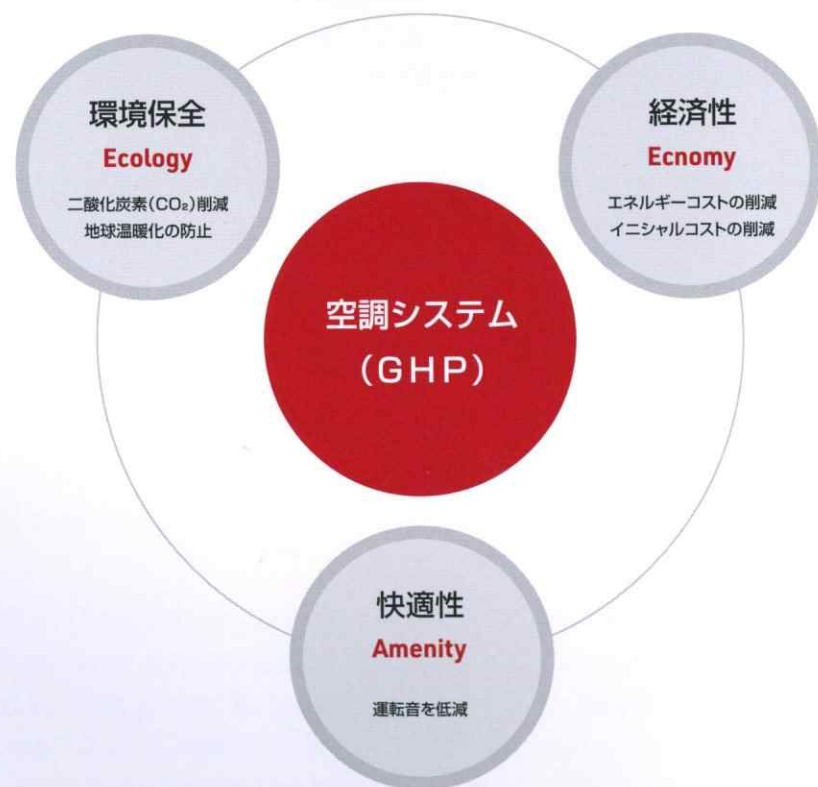 環境保全
Ecology
二酸化炭素(CO₂)削減
地球温暖化の防止
経済性
Ecnomy
エネルギーコストの削減
イニシャルコストの削減
空調システム
(GHP)
快適性
Amenity
運転音を低減